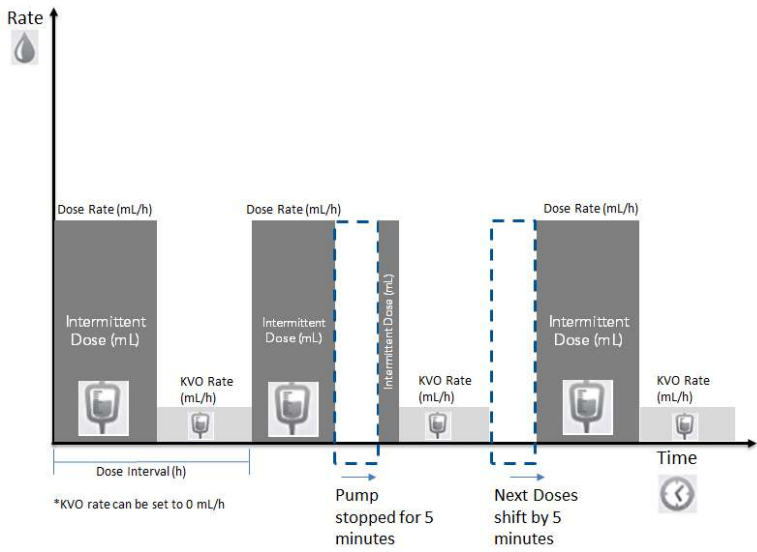 Rate
Dose Rate (mL/h)
Dose Rate (mL/h)
Dose Rate (mL/h)
Intermittent
Dose (mL)
Intermittent
Dose (mL)
Intermittent Dose (mL)
Intermittent
Dose (mL)
KVO Rate
(mL/h)
KVO Rate
(mL/h)
KVO Rate
(mL/h)
Time
Dose Interval(h)
*KVO rate can be set to 0 mL/h
Pump
stopped for 5
minutes
Next Doses
shift by 5
minutes